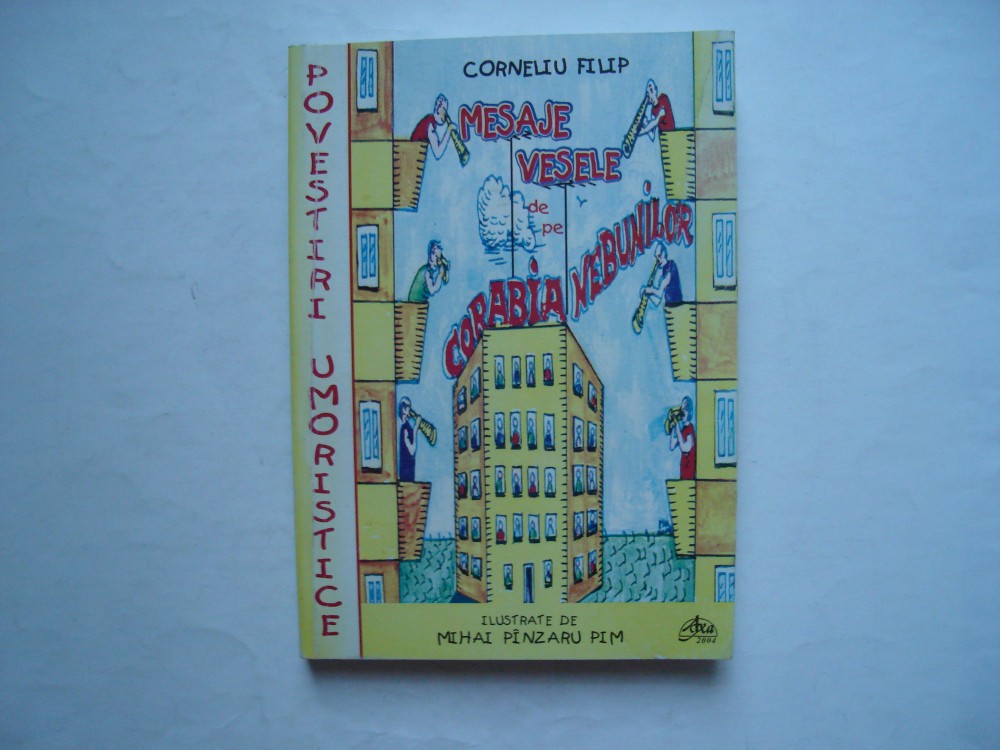 POVESTIRI UMORISTICE
CORNELIU FILIP
MESAJE
VESELE
de
pe
CORABIA NEBUNILOR
ILUSTRATE DE
MIHAI PÎNZARU PIM
Axa
2004